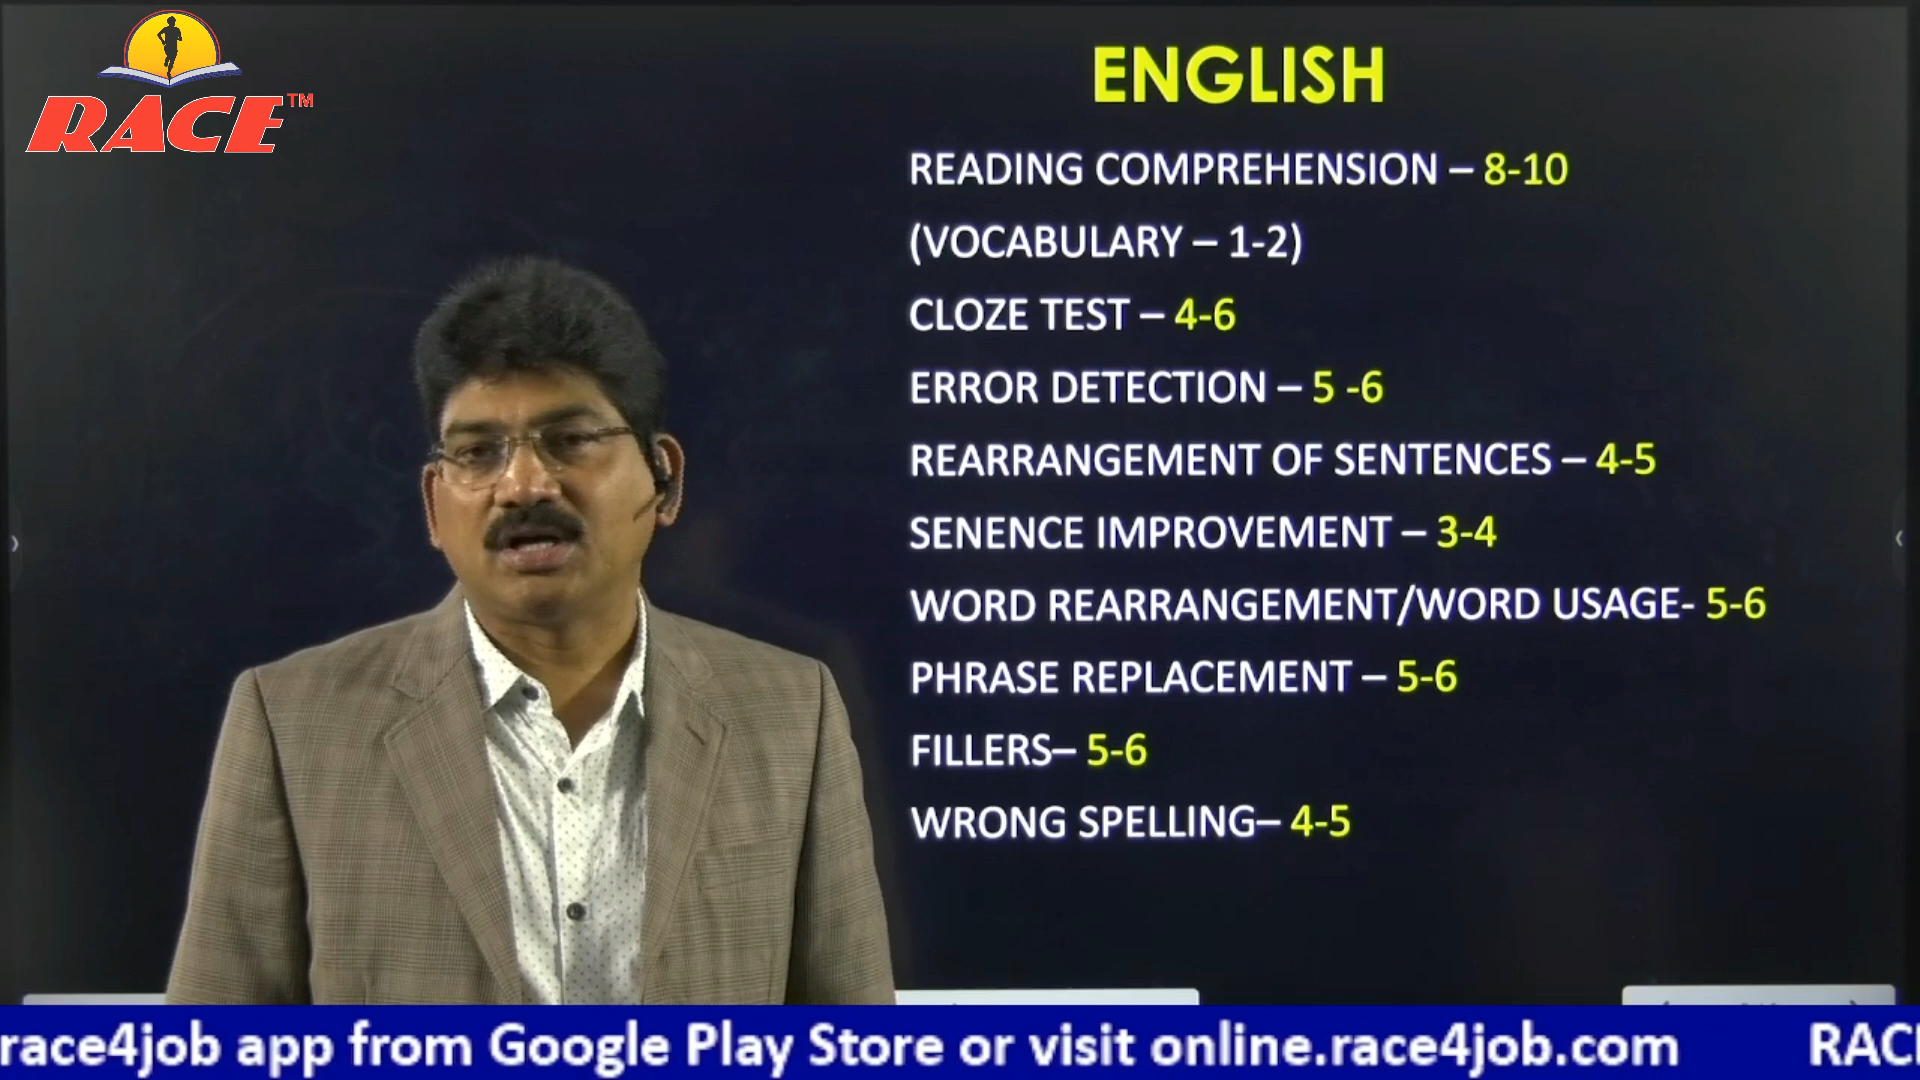 RACE™
ENGLISH
READING COMPREHENSION – 8-10
(VOCABULARY – 1-2)
CLOZE TEST – 4-6
ERROR DETECTION – 5 -6
REARRANGEMENT OF SENTENCES – 4-5
SENENCE IMPROVEMENT – 3-4
WORD REARRANGEMENT/WORD USAGE- 5-6
PHRASE REPLACEMENT – 5-6
FILLERS– 5-6
WRONG SPELLING– 4-5
race4job app from Google Play Store or visit online.race4job.com RACE